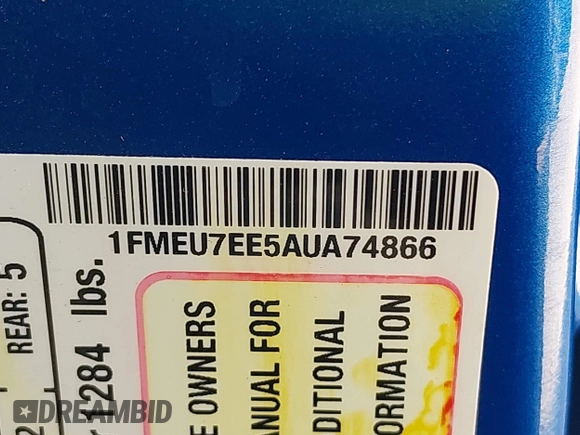 1FMEU7EE5AUA74866
REAR: 5
1284 lbs.
E OWNERS
ANUAL FOR
DITIONAL
ORMATION
DREAMBID